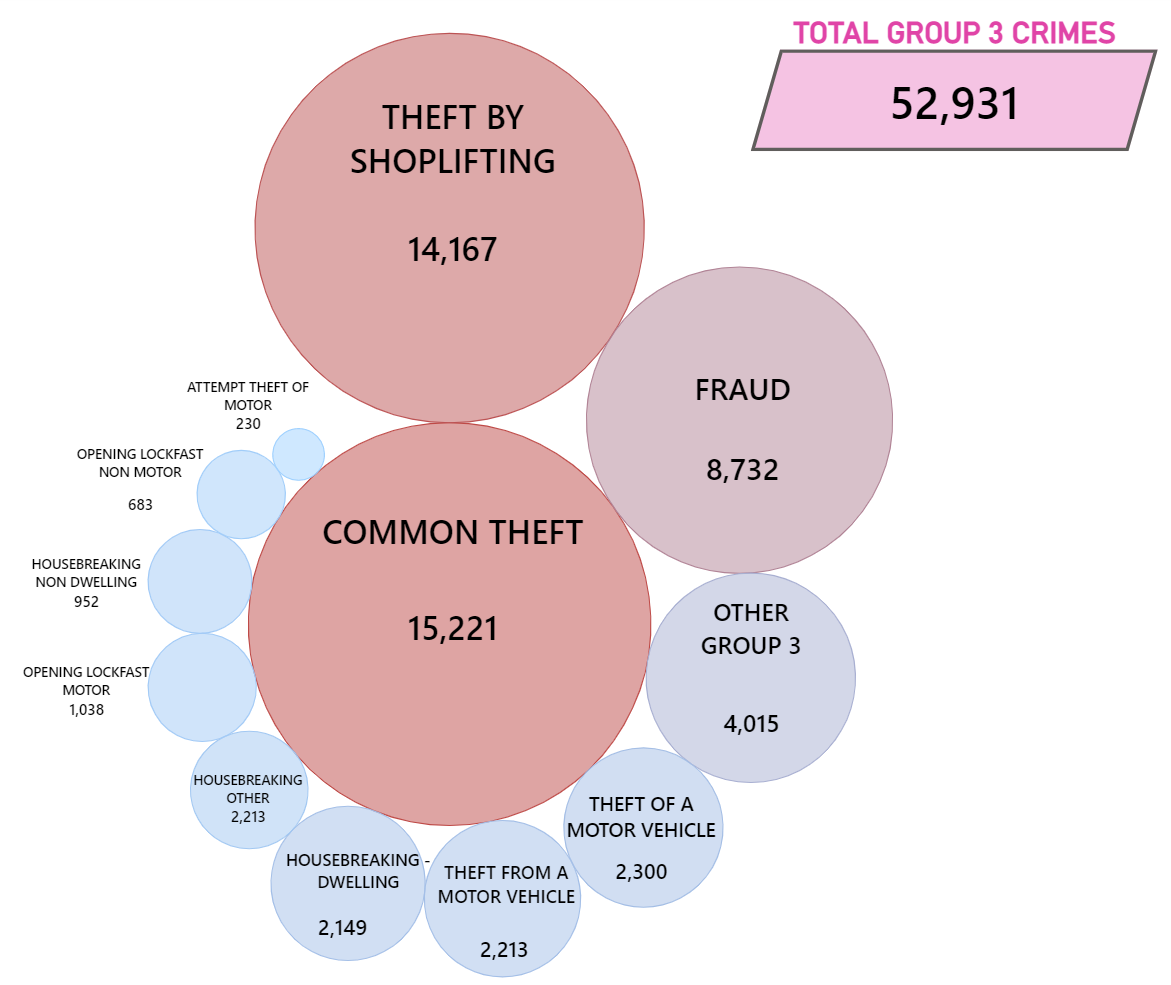 TOTAL GROUP 3 CRIMES
52,931
THEFT BY
SHOPLIFTING
14,167
FRAUD
8,732
ATTEMPT THEFT OF
MOTOR
230
OPENING LOCKFAST
NON MOTOR
683
COMMON THEFT
15,221
HOUSEBREAKING
NON DWELLING
952
OTHER
GROUP 3
4,015
OPENING LOCKFAST
MOTOR
1,038
HOUSEBREAKING
OTHER
2,213
THEFT OF A
MOTOR VEHICLE
2,300
HOUSEBREAKING -
DWELLING
2,149
THEFT FROM A
MOTOR VEHICLE
2,213